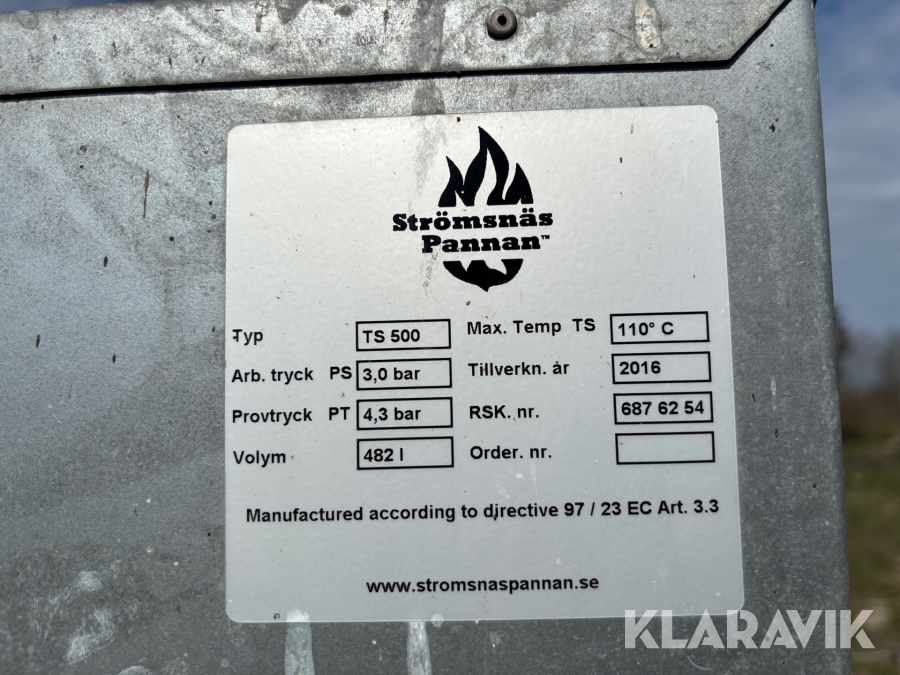 Strömsnäs
Pannan™
Typ TS 500 Max. Temp TS 110° C
Arb. tryck PS 3,0 bar Tillverkn. år 2016
Provtryck PT 4,3 bar RSK. nr. 687 62 54
Volym 482 l Order. nr.
Manufactured according to directive 97 / 23 EC Art. 3.3
www.stromsnaspannan.se
KLARAVIK